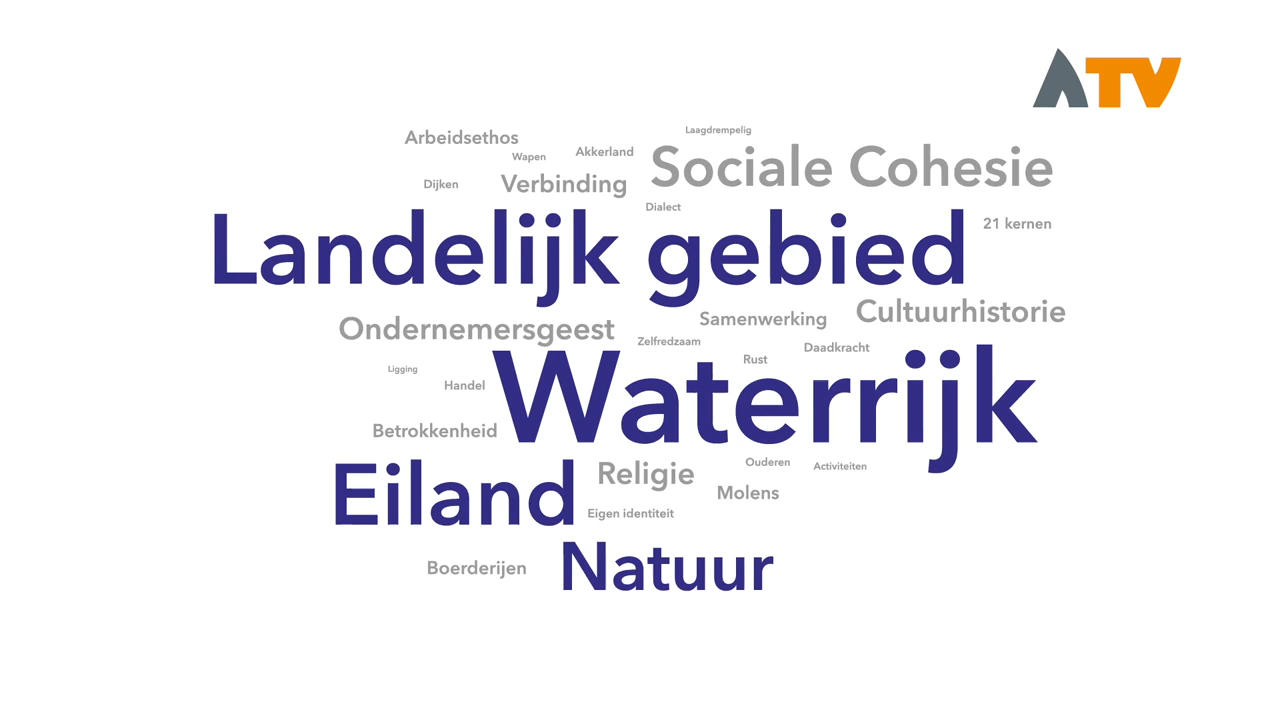 ATV
Laagdrempelig
Arbeidsethos
Wapen
Akkerland
Sociale Cohesie
Dijken
Verbinding
Dialect
Landelijk gebied
21 kernen
Ondernemersgeest
Samenwerking
Cultuurhistorie
Zelfredzaam
Daadkracht
Rust
Ligging
Handel
Waterrijk
Betrokkenheid
Eiland
Religie
Ouderen
Activiteiten
Molens
Eigen identiteit
Boerderijen
Natuur